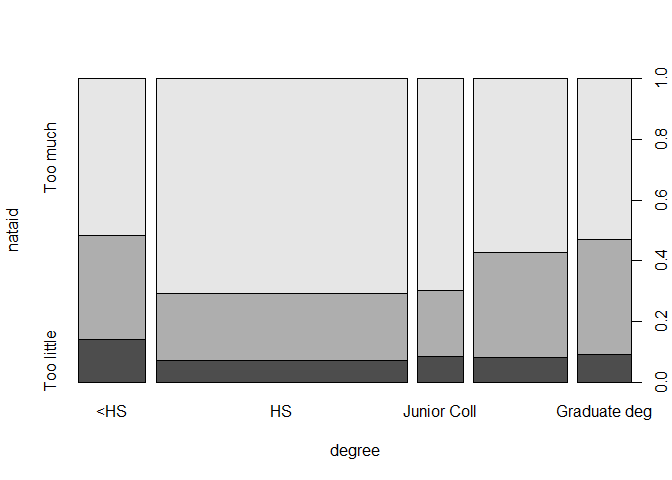 nataid
Too much
Too little
1.0
0.8
0.6
0.4
0.2
0.0
<HS
HS
Junior Coll
Graduate deg
degree